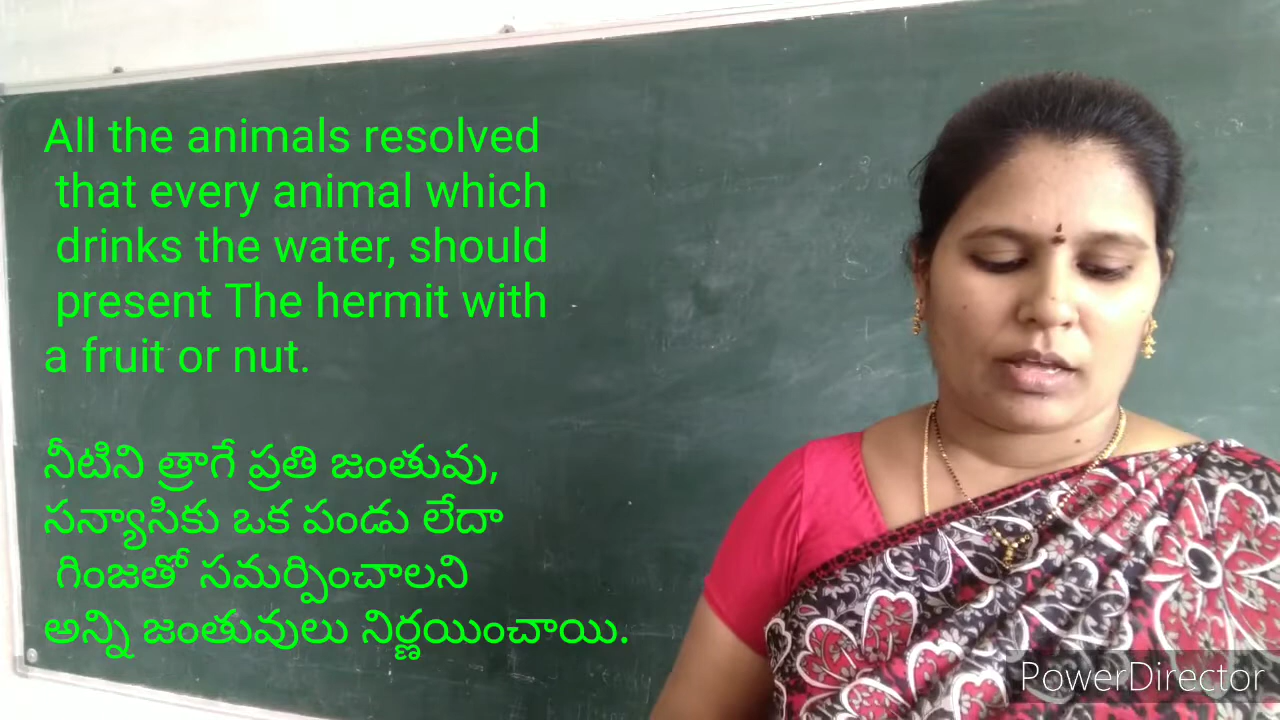 All the animals resolved
that every animal which
drinks the water, should
present The hermit with
a fruit or nut.
నీటిని త్రాగే ప్రతి జంతువు,
సన్యాసికు ఒక పండు లేదా
గింజతో సమర్పించాలని
అన్ని జంతువులు నిర్ణయించాయి.
PowerDirector